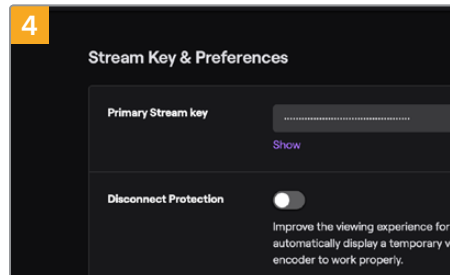 4
Stream Key & Preferences
Primary Stream key
Show
Disconnect Protection
Improve the viewing experience for
automatically display a temporary v
encoder to work properly.